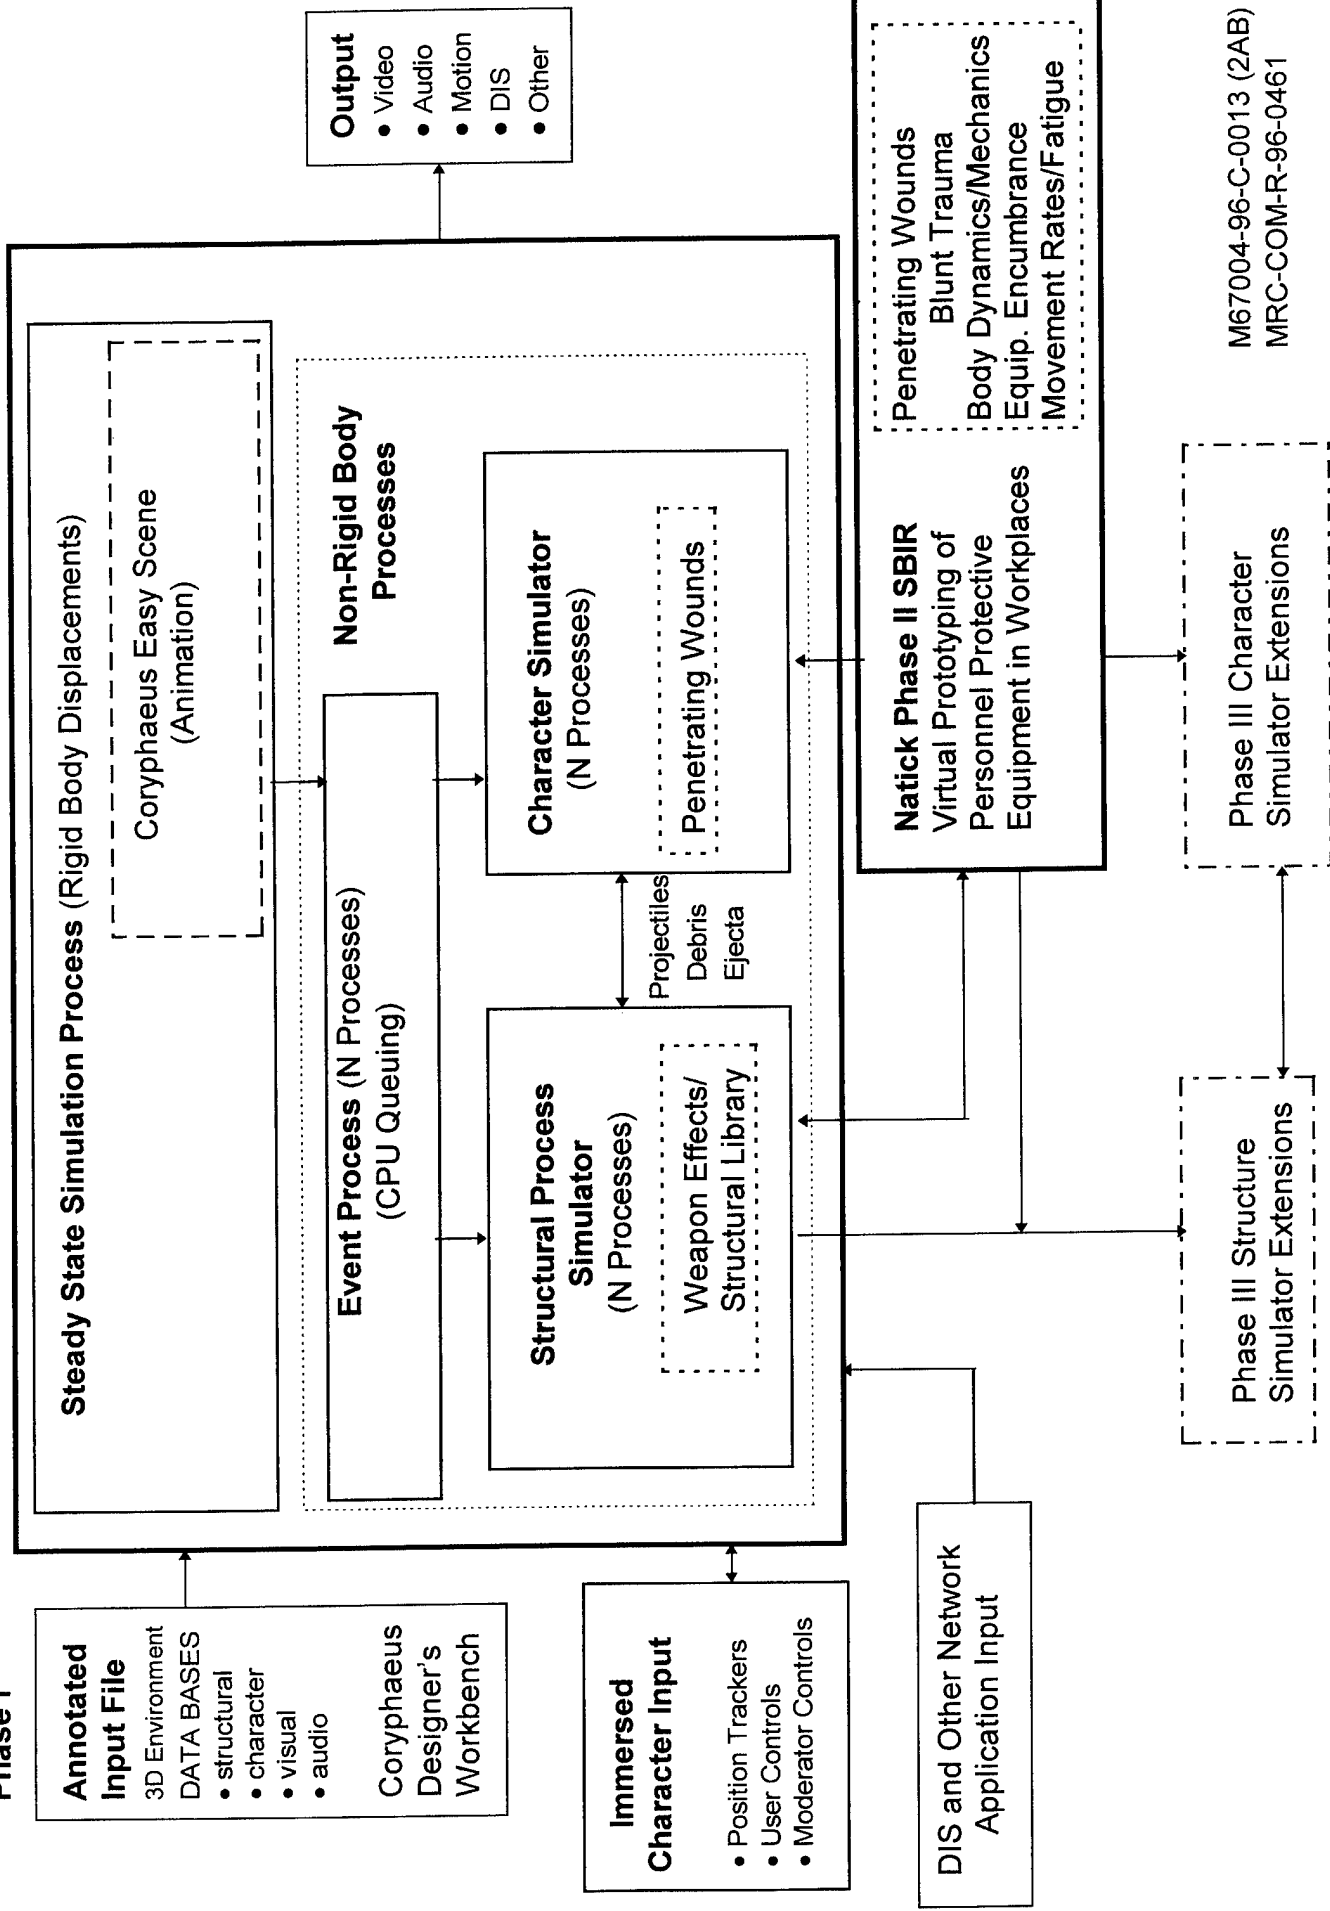 Phase I
Annotated
Input File
3D Environment
DATA BASES
• structural
• character
• visual
• audio
Coryphaeus
Designer's
Workbench
Steady State Simulation Process (Rigid Body Displacements)
Coryphaeus Easy Scene
(Animation)
Output
• Video
• Audio
• Motion
• DIS
• Other
Event Process (N Processes)
(CPU Queuing)
Non-Rigid Body
Processes
Immersed
Character Input
• Position Trackers
• User Controls
• Moderator Controls
Structural Process
Simulator
(N Processes)
Weapon Effects/
Structural Library
Projectiles
Debris
Ejecta
Character Simulator
(N Processes)
Penetrating Wounds
DIS and Other Network
Application Input
Natick Phase II SBIR
Virtual Prototyping of
Personnel Protective
Equipment in Workplaces
Penetrating Wounds
Blunt Trauma
Body Dynamics/Mechanics
Equip. Encumbrance
Movement Rates/Fatigue
Phase III Structure
Simulator Extensions
Phase III Character
Simulator Extensions
M67004-96-C-0013 (2AB)
MRC-COM-R-96-0461